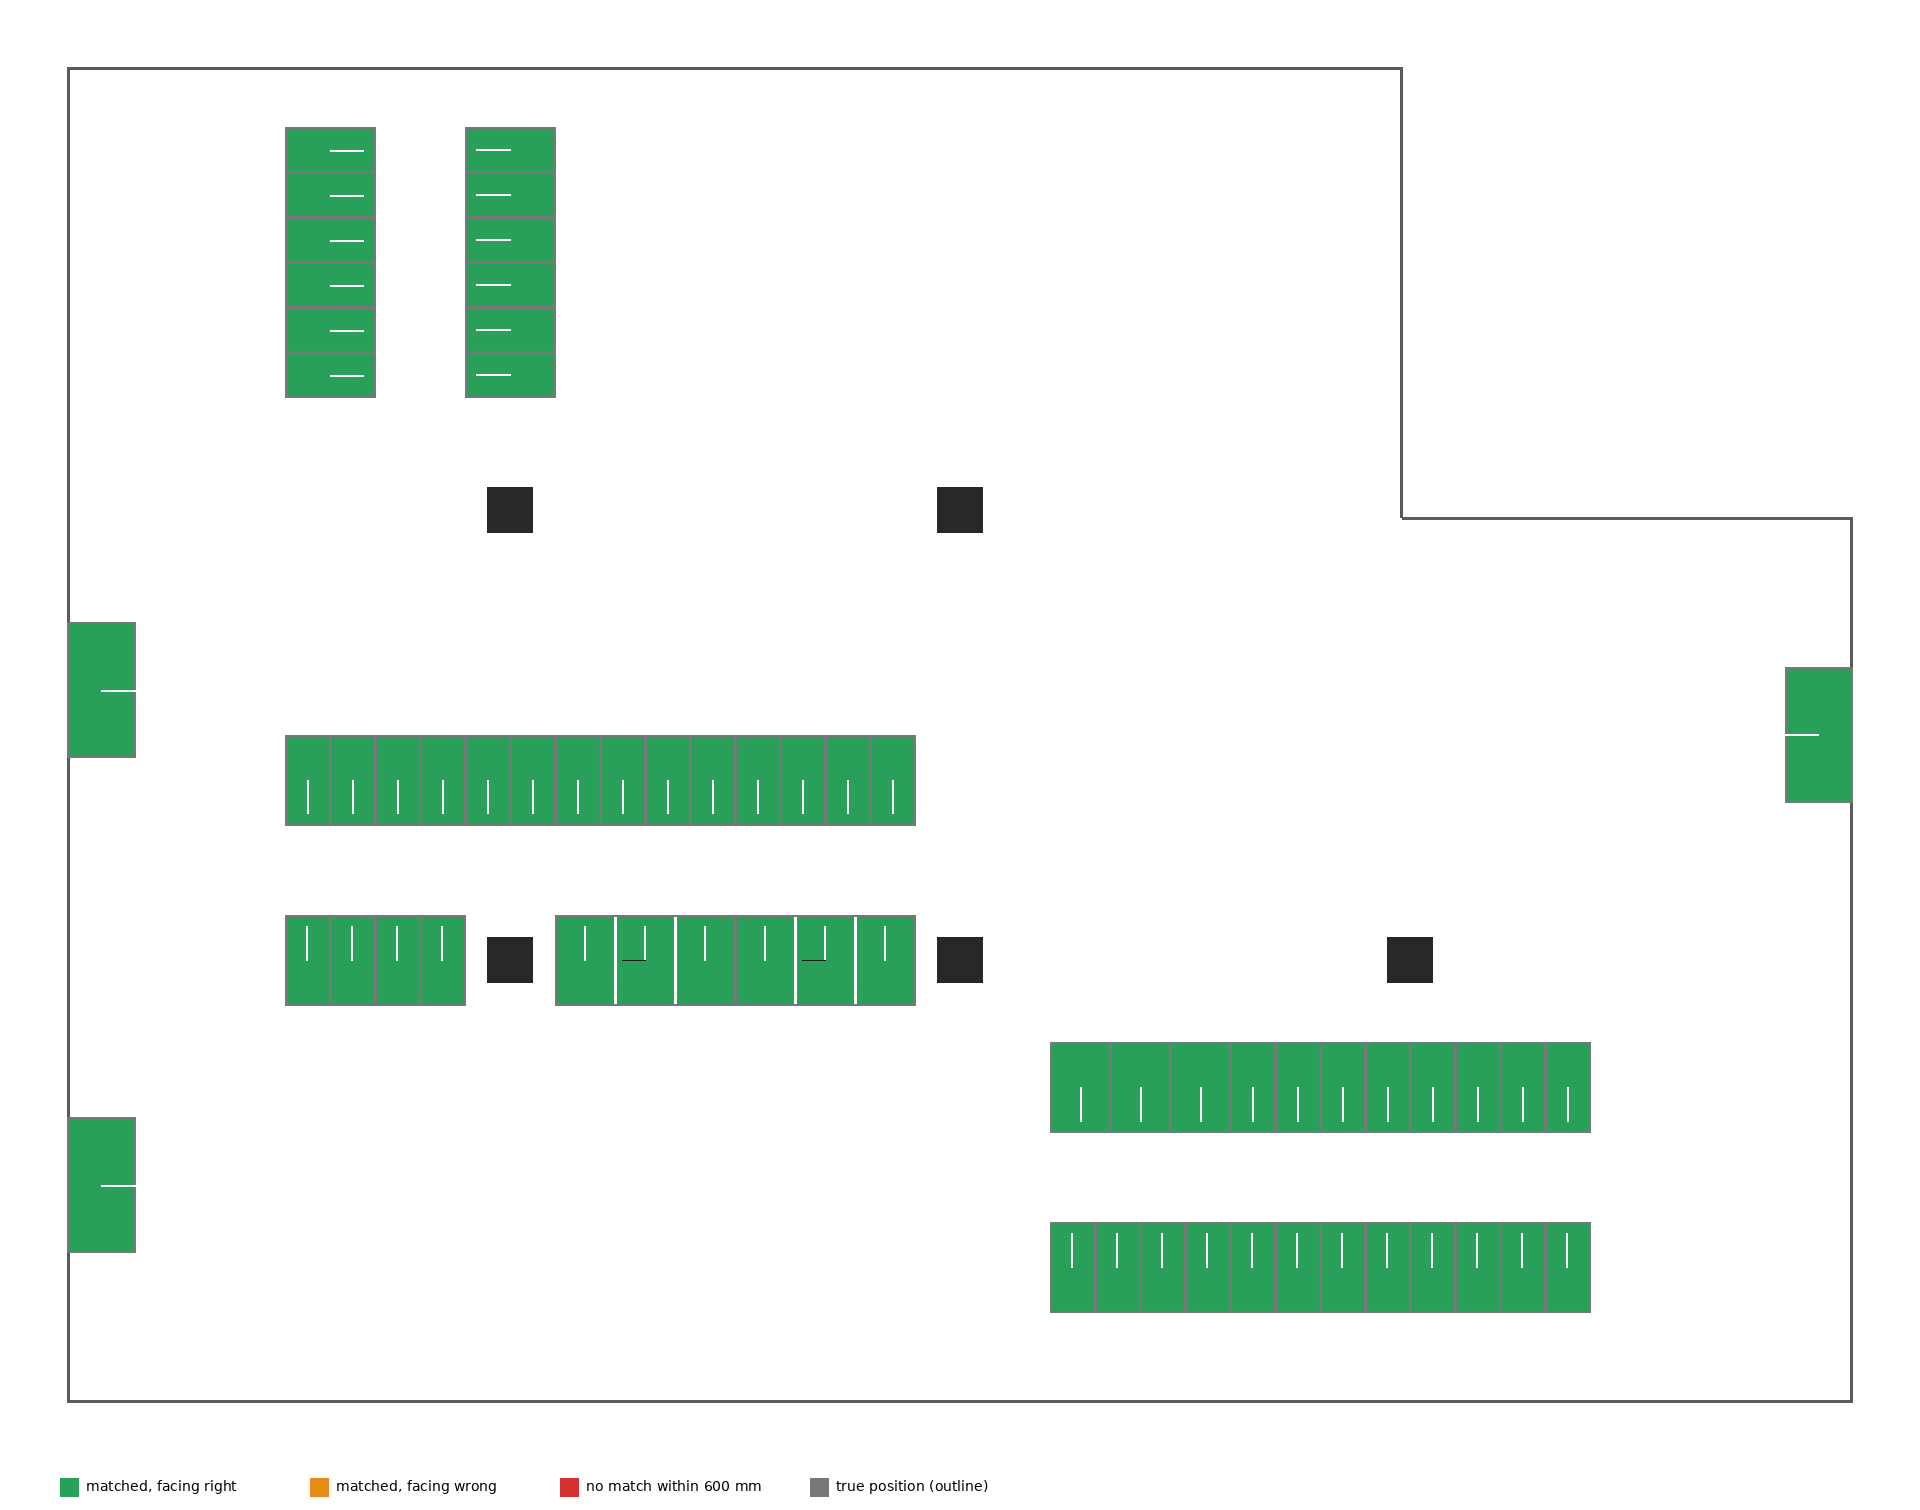 matched, facing right
matched, facing wrong
no match within 600 mm
true position (outline)